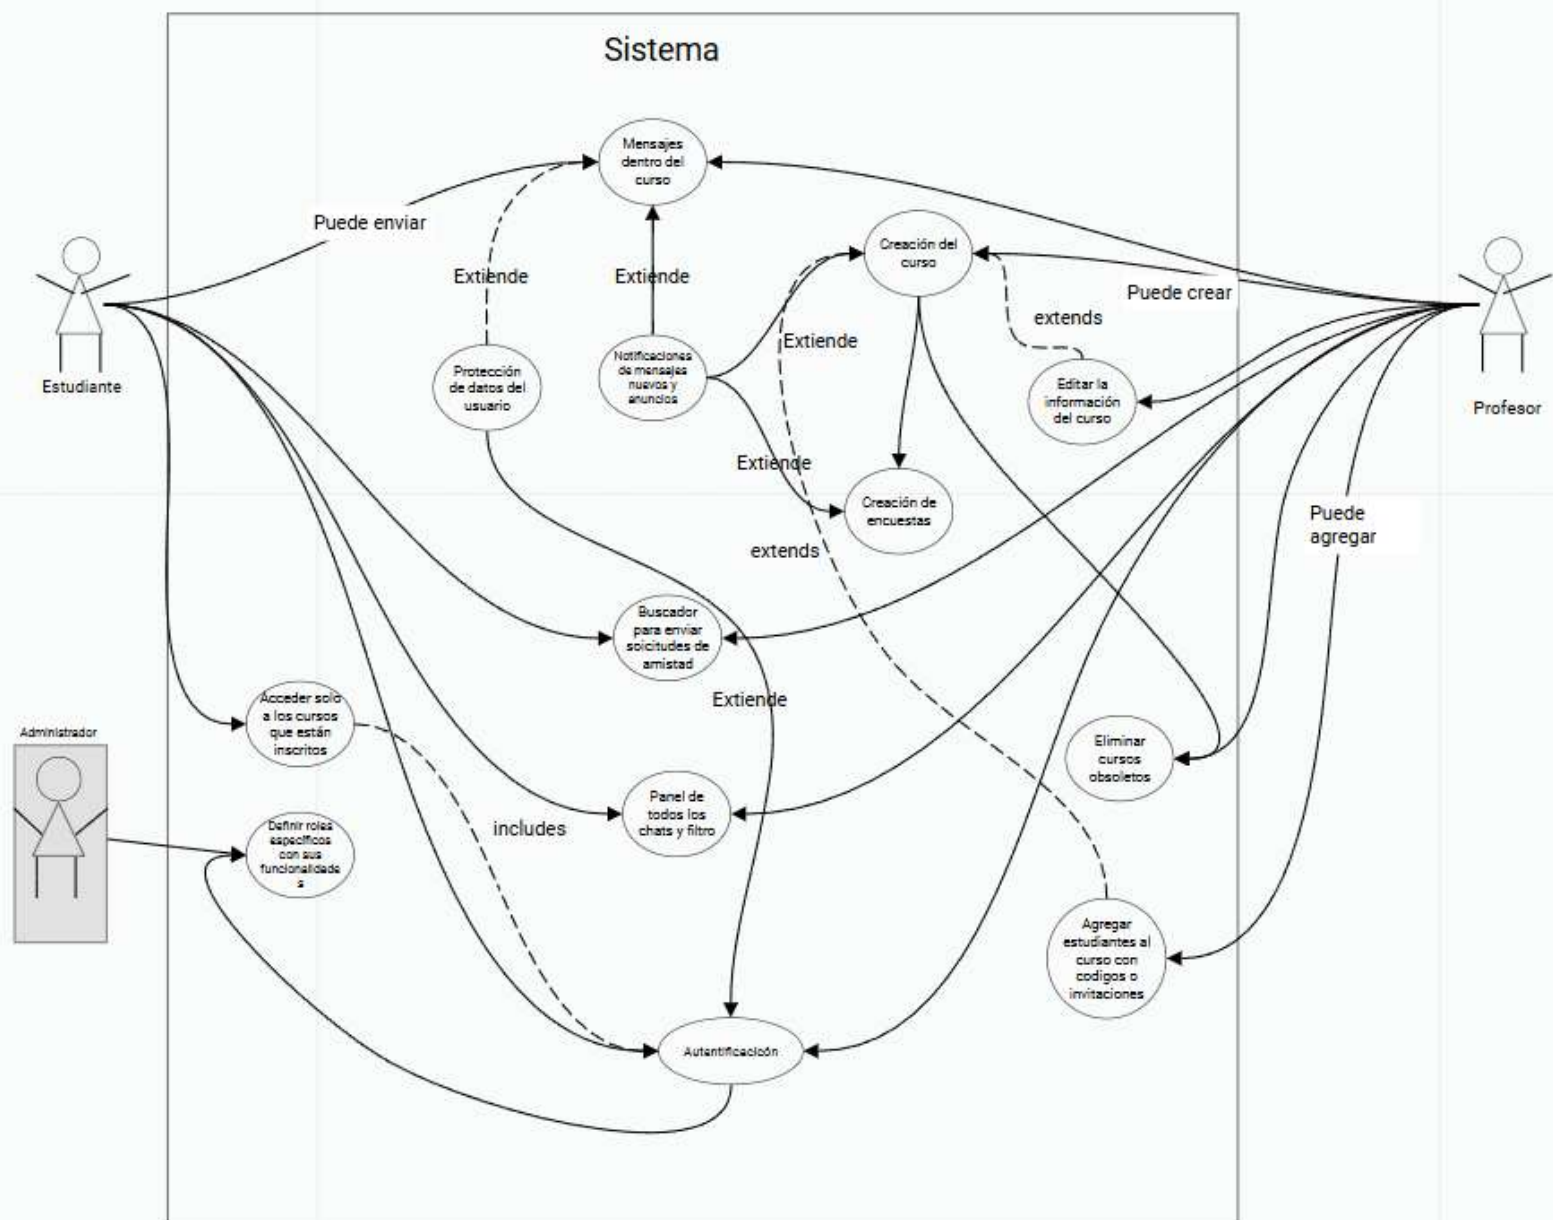 Sistema
Mensajes
dentro del
curso
Puede enviar
Creación del
curso
Extiende
Extiende
Puede crear
extends
Extiende
Estudiante
Protección
de datos del
usuario
Notificaciones
de mensajes
nuevos y
anuncios
Editar la
información
del curso
Profesor
Extiende
Creación de
encuestas
Puede
agregar
extends
Buscador
para enviar
soicitudes de
amistad
Extiende
Acceder solo
a los cursos
que están
inscritos
Administrador
Eliminar
cursos
obsoletos
Panel de
todos los
chats y filtro
includes
Definir roles
específicos
con sus
funcionalidade
s
Agregar
estudiantes al
curso con
codigos o
invitaciones
Autentificacicón